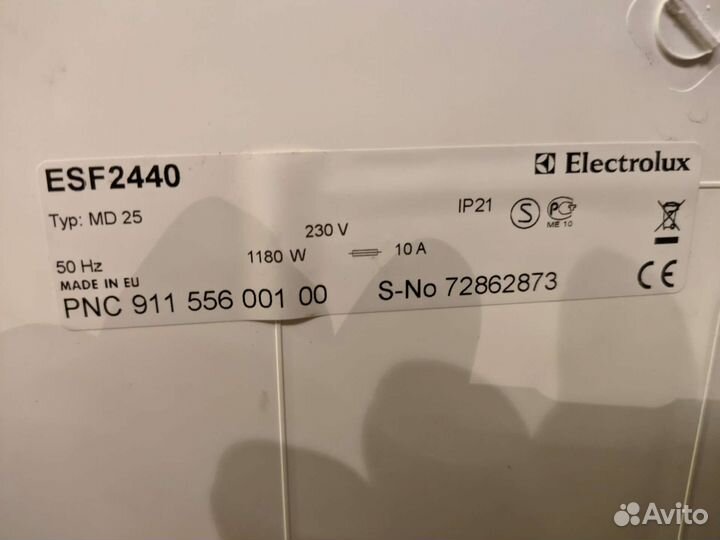 ESF2440
Electrolux
Typ: MD 25
IP21
S
PC
ME 10
230 V
50 Hz
1180 W
10 A
MADE IN EU
PNC 911 556 001 00
S-No 72862873
CE
Avito